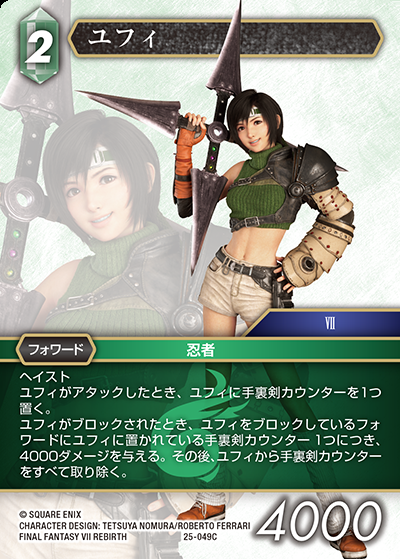 2
ユフィ
VII
フォワード
忍者
ヘイスト
ユフィがアタックしたとき、ユフィに手裏剣カウンターを1つ
置く。
ユフィがブロックされたとき、ユフィをブロックしているフォ
ワードにユフィに置かれている手裏剣カウンター 1つにつき、
4000ダメージを与える。その後、ユフィから手裏剣カウンター
をすべて取り除く。
© SQUARE ENIX
CHARACTER DESIGN: TETSUYA NOMURA/ROBERTO FERRARI
FINAL FANTASY VII REBIRTH
25-049C
4000